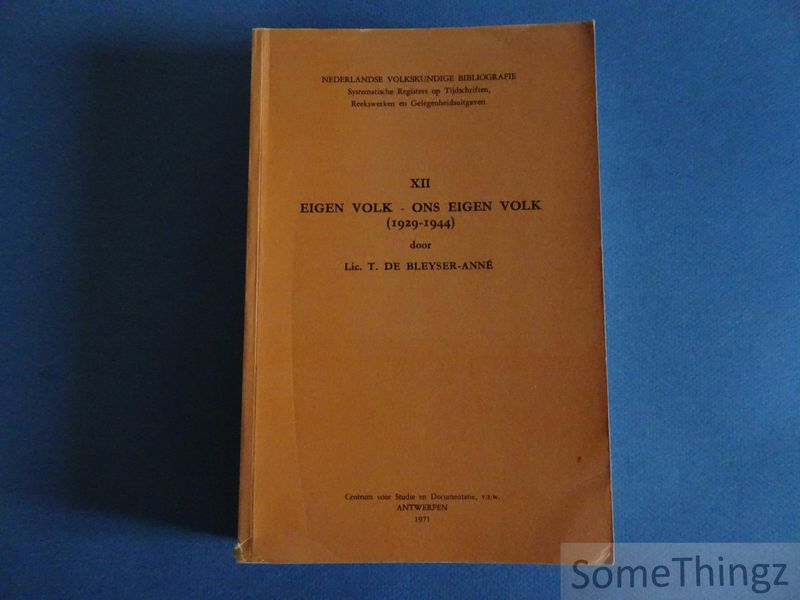 NEDERLANDSE VOLKSKUNDIGE BIBLIOGRAFIE
Systematische Registers op Tijdschriften,
Reekswerken en Gelegenheidsuitgaven.
XII
EIGEN VOLK - ONS EIGEN VOLK
(1929-1944)
door
Lic. T. DE BLEYSER-ANNÉ
Centrum voor Studie en Documentatie, v.z.w.
ANTWERPEN
1971
SomeThingz